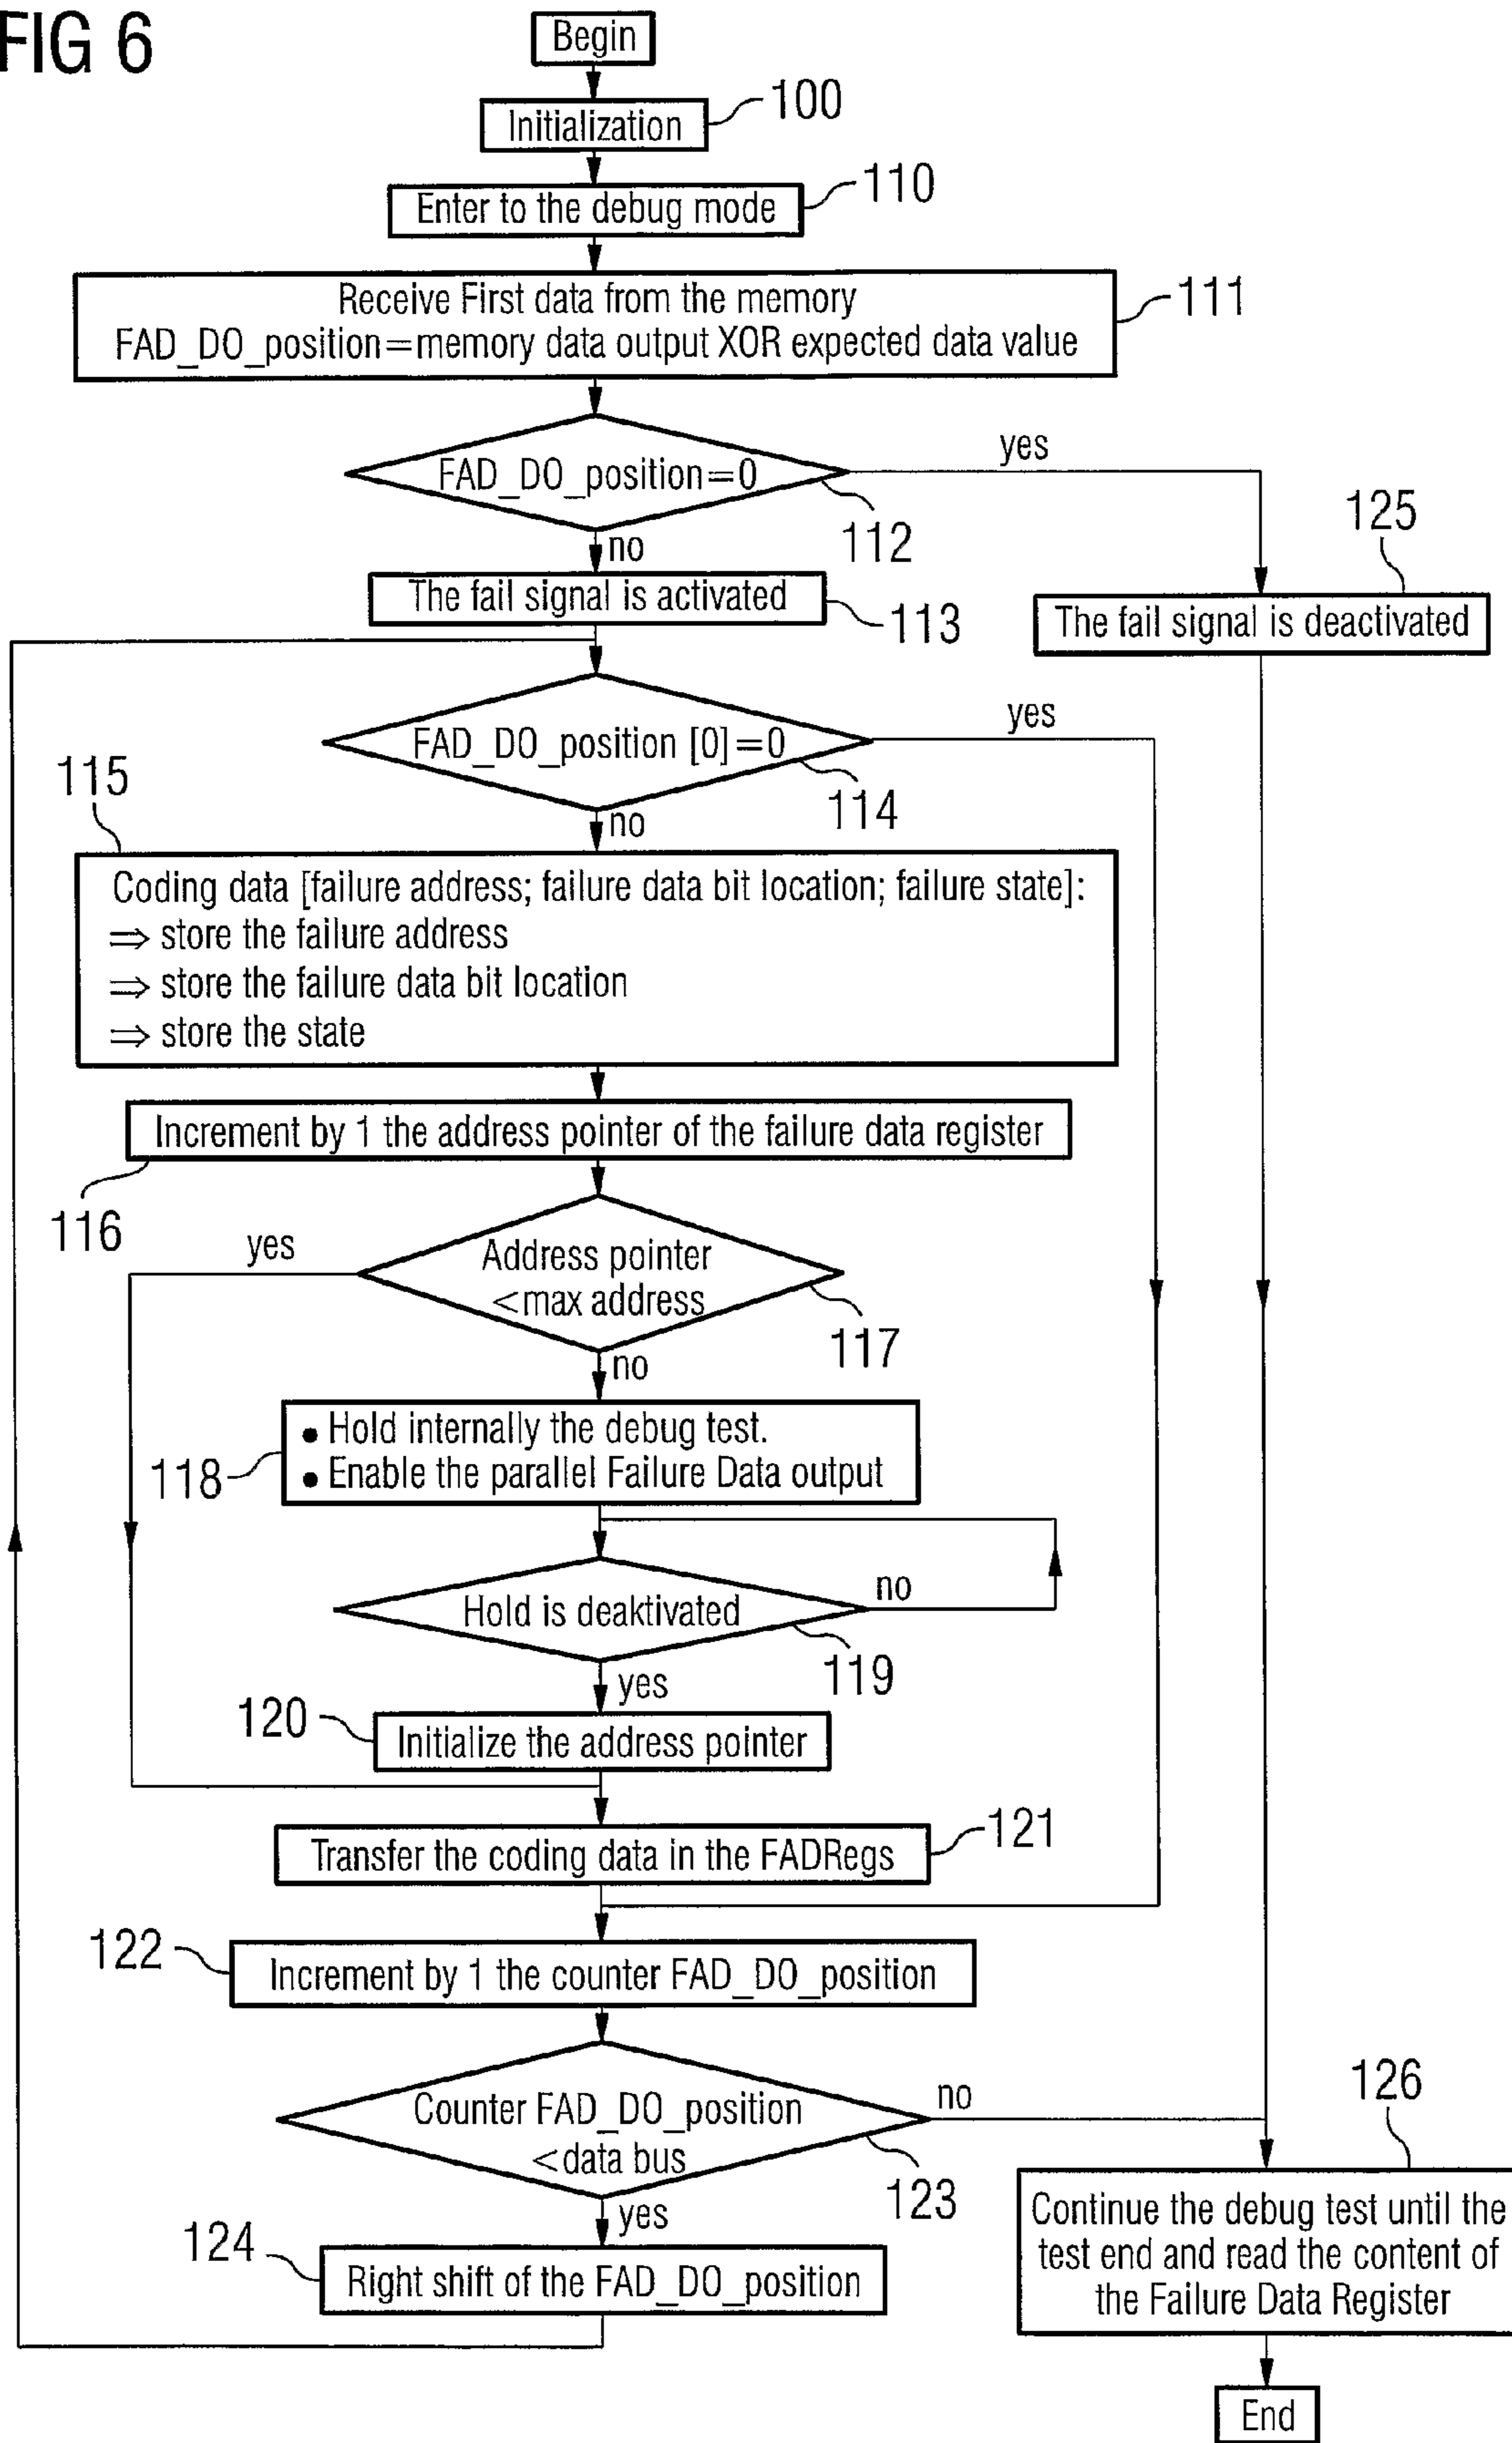 FIG 6
Begin
Initialization
100
Enter to the debug mode
110
Receive First data from the memory
FAD_DO_position=memory data output XOR expected data value
111
FAD_DO_position=0
yes
112
no
125
The fail signal is activated
113
The fail signal is deactivated
FAD_DO_position [0]=0
yes
114
115
no
Coding data [failure address; failure data bit location; failure state]:
⇒ store the failure address
⇒ store the failure data bit location
⇒ store the state
Increment by 1 the address pointer of the failure data register
116
yes
Address pointer
<max address
117
no
• Hold internally the debug test.
• Enable the parallel Failure Data output
118
Hold is deaktivated
no
119
yes
120
Initialize the address pointer
Transfer the coding data in the FADRegs
121
122
Increment by 1 the counter FAD_DO_position
Counter FAD_DO_position
<data bus
no
123
126
yes
124
Right shift of the FAD_DO_position
Continue the debug test until the
test end and read the content of
the Failure Data Register
End